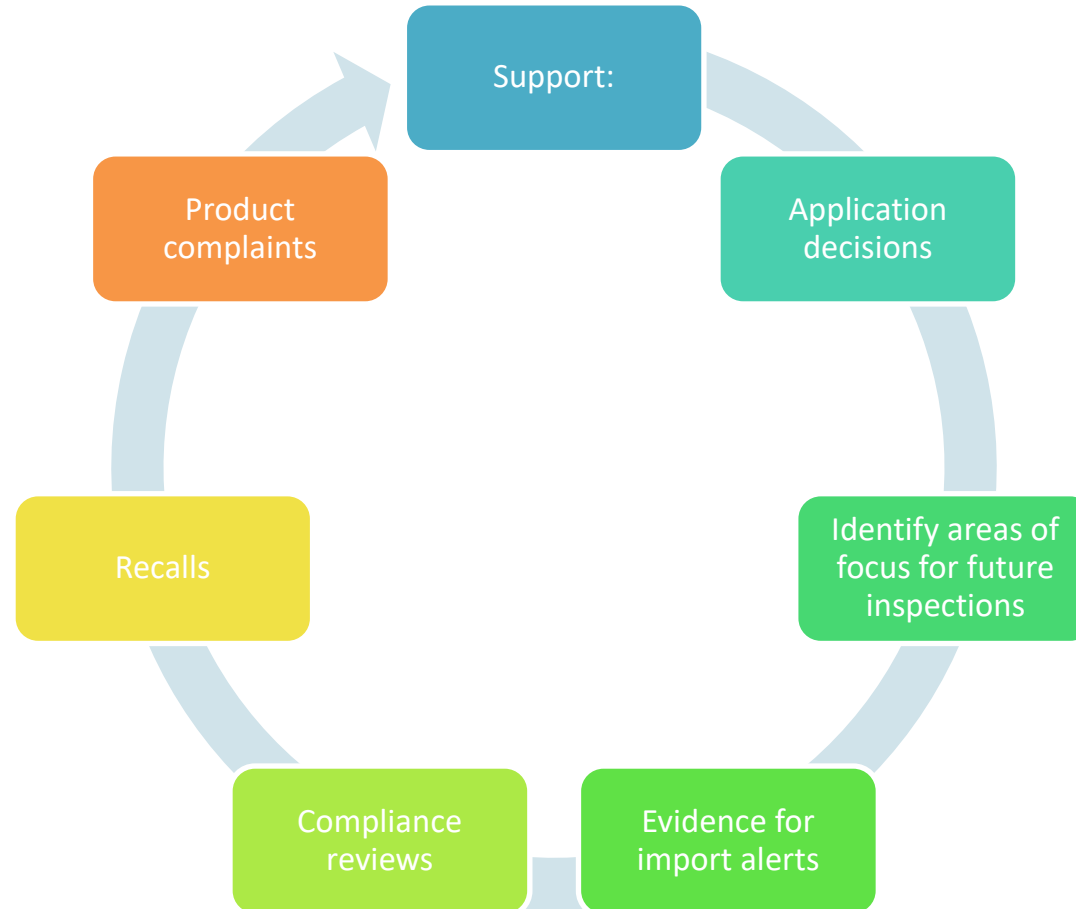 Support:
Application
decisions
Identify areas of
focus for future
inspections
Evidence for
import alerts
Compliance
reviews
Recalls
Product
complaints